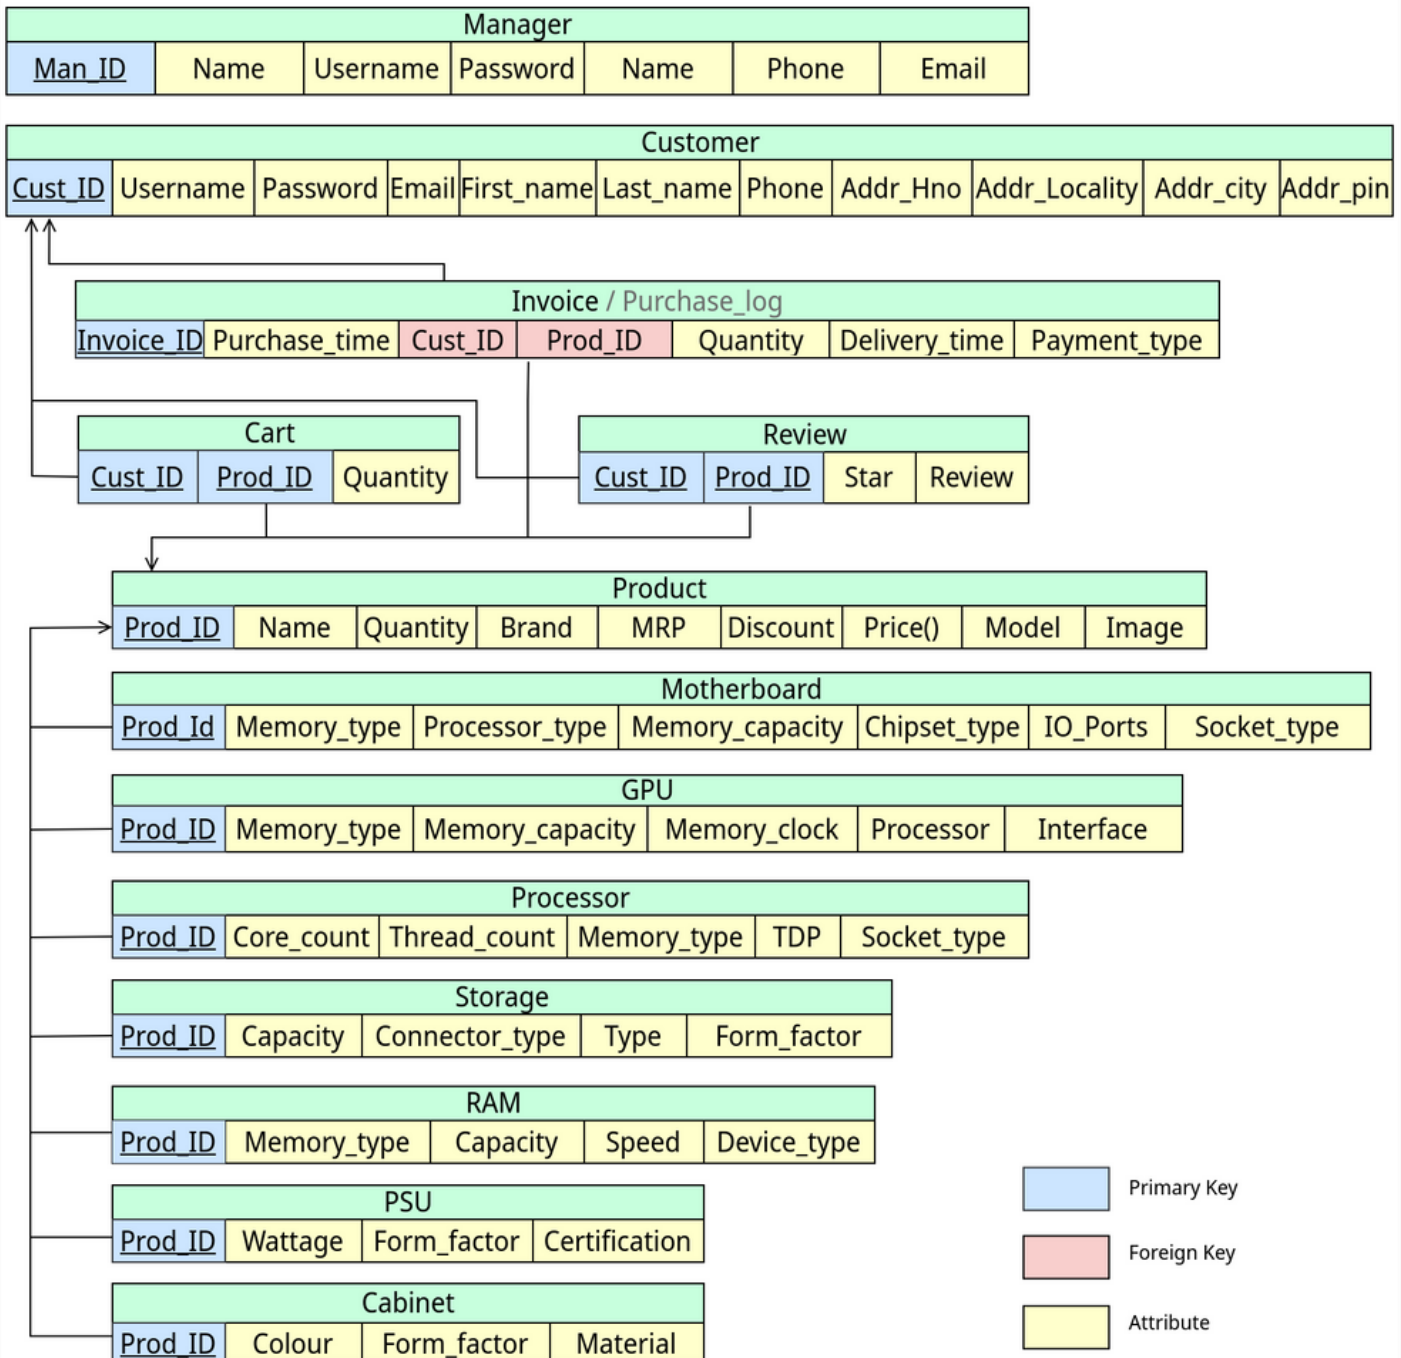 Manager
Man_ID Name Username Password Name Phone Email
Customer
Cust_ID Username Password Email First_name Last_name Phone Addr_Hno Addr_Locality Addr_city Addr_pin
Invoice / Purchase_log
Invoice_ID Purchase_time Cust_ID Prod_ID Quantity Delivery_time Payment_type
Cart
Cust_ID Prod_ID Quantity
Review
Cust_ID Prod_ID Star Review
Product
Prod_ID Name Quantity Brand MRP Discount Price() Model Image
Motherboard
Prod_Id Memory_type Processor_type Memory_capacity Chipset_type IO_Ports Socket_type
GPU
Prod_ID Memory_type Memory_capacity Memory_clock Processor Interface
Processor
Prod_ID Core_count Thread_count Memory_type TDP Socket_type
Storage
Prod_ID Capacity Connector_type Type Form_factor
RAM
Prod_ID Memory_type Capacity Speed Device_type
PSU
Prod_ID Wattage Form_factor Certification
Cabinet
Prod_ID Colour Form_factor Material
Primary Key
Foreign Key
Attribute